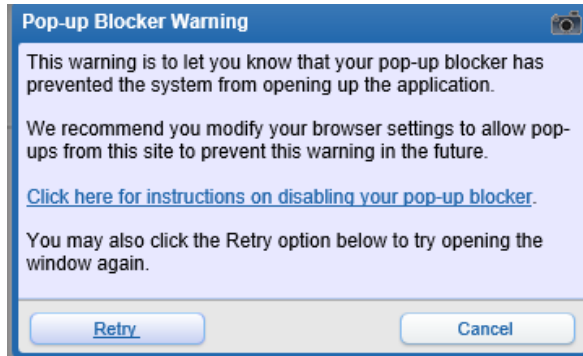 Pop-up Blocker Warning
This warning is to let you know that your pop-up blocker has
prevented the system from opening up the application.
We recommend you modify your browser settings to allow pop-
ups from this site to prevent this warning in the future.
Click here for instructions on disabling your pop-up blocker.
You may also click the Retry option below to try opening the
window again.
Retry
Cancel